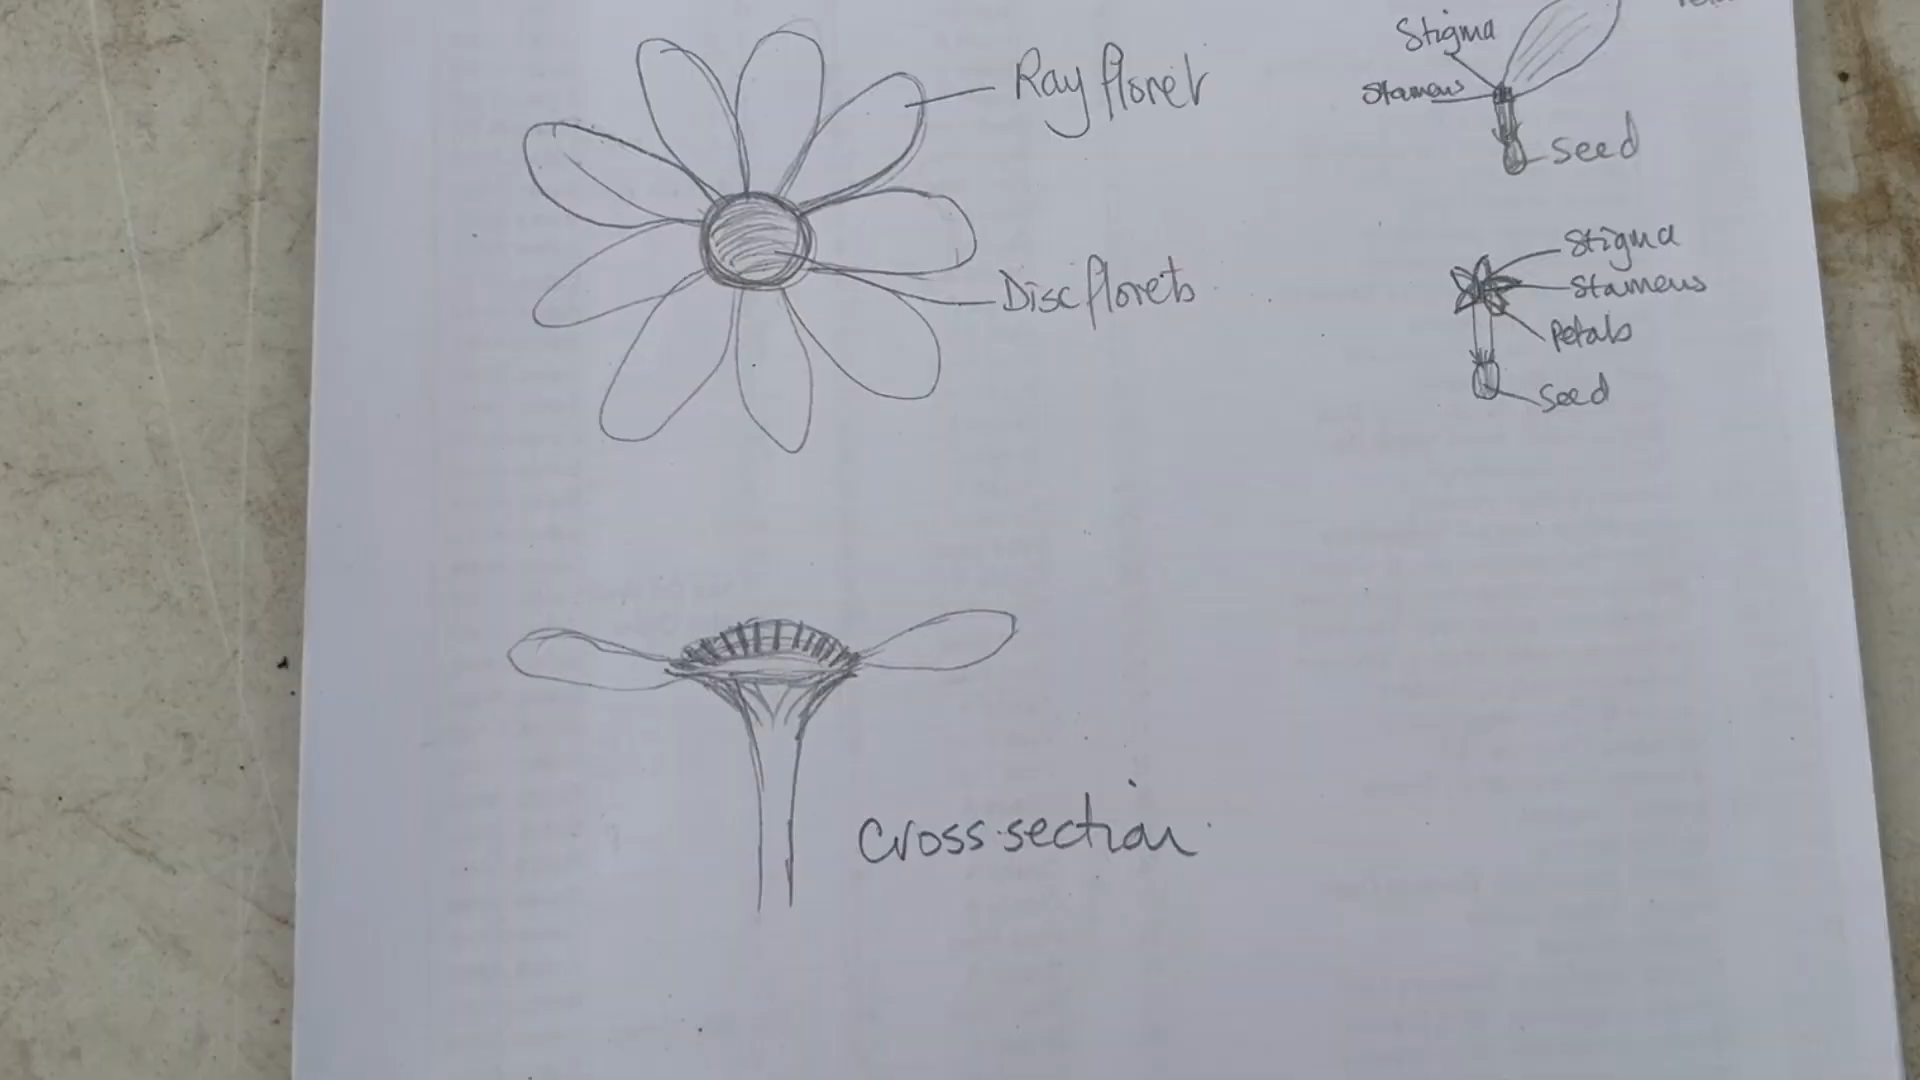 Ray floret
Disc florets
Stigma
Stamens
Seed
Stigma
Stamens
Petals
Seed
Cross-section